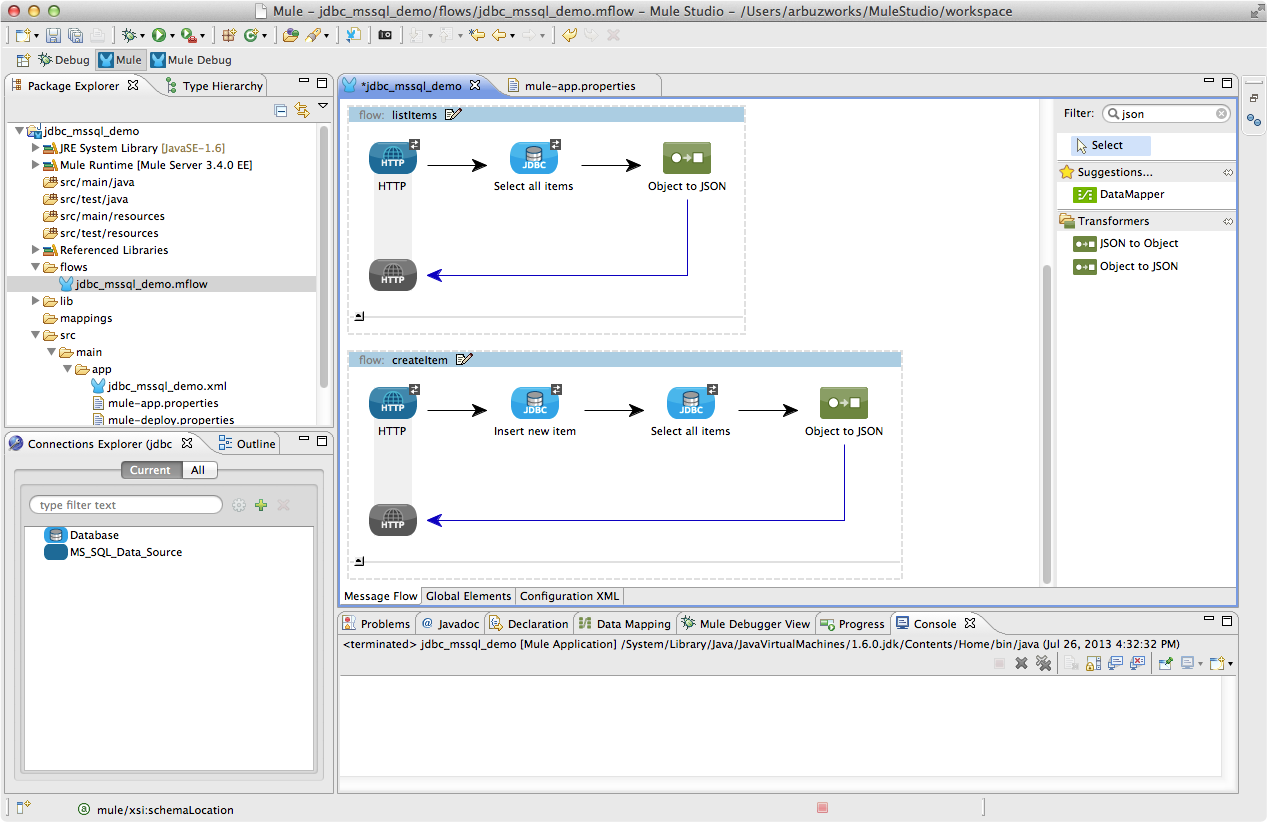 Mule – jdbc_mssql_demo/flows/jdbc_mssql_demo.mflow – Mule Studio – /Users/arbuzworks/MuleStudio/workspace
Debug Mule Mule Debug
Package Explorer Type Hierarchy
jdbc_mssql_demo
JRE System Library [JavaSE-1.6]
Mule Runtime [Mule Server 3.4.0 EE]
src/main/java
src/test/java
src/main/resources
src/test/resources
Referenced Libraries
flows
jdbc_mssql_demo.mflow
lib
mappings
src
main
app
jdbc_mssql_demo.xml
mule-app.properties
mule-deploy.properties
Connections Explorer (jdbc Outline
Current All
type filter text
Database
MS_SQL_Data_Source
*jdbc_mssql_demo mule-app.properties
flow: listItems
HTTP JDBC
HTTP Select all items Object to JSON
HTTP
flow: createItem
HTTP JDBC JDBC
HTTP Insert new item Select all items Object to JSON
HTTP
Message Flow Global Elements Configuration XML
Filter: json
Select
Suggestions...
DataMapper
Transformers
JSON to Object
Object to JSON
Problems @ Javadoc Declaration Data Mapping Mule Debugger View Progress Console
<terminated> jdbc_mssql_demo [Mule Application] /System/Library/Java/JavaVirtualMachines/1.6.0.jdk/Contents/Home/bin/java (Jul 26, 2013 4:32:32 PM)
a mule/xsi:schemaLocation